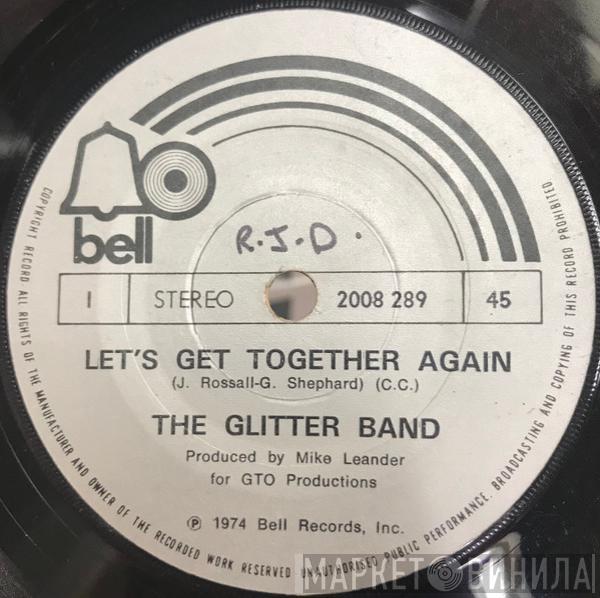 bell
R.J.D.
1 STEREO 2008 289 45
LET'S GET TOGETHER AGAIN
(J. Rossall-G. Shephard) (C.C.)
THE GLITTER BAND
Produced by Mike Leander
for GTO Productions
℗ 1974 Bell Records, Inc.
COPYRIGHT RECORD ALL RIGHTS OF THE MANUFACTURER AND OWNER OF THE RECORDED WORK RESERVED UNAUTHORISED PUBLIC PERFORMANCE, BROADCASTING AND COPYING OF THIS RECORD PROHIBITED
МАРКЕТ ВИНИЛА